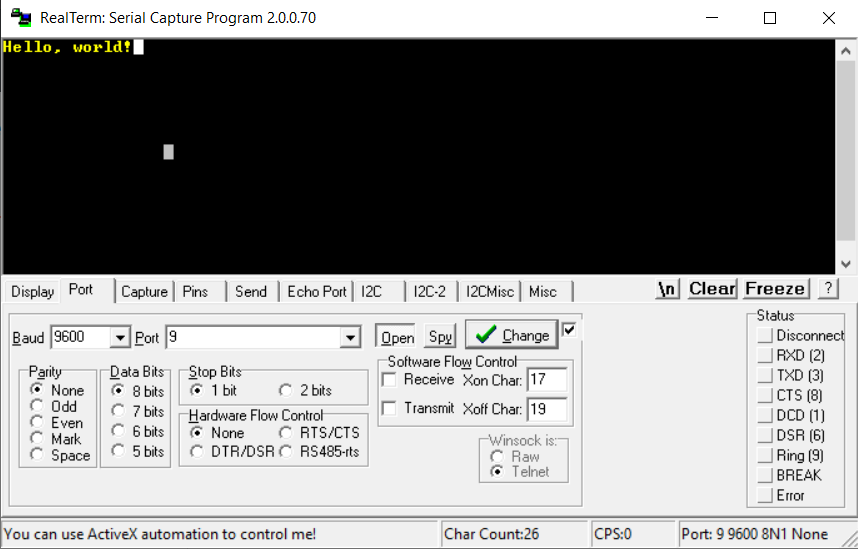 RealTerm: Serial Capture Program 2.0.0.70
Hello, world!
Display Port Capture Pins Send Echo Port I2C I2C-2 I2CMisc Misc \n Clear Freeze ?
Baud 9600 Port 9 Open Spy Change
Parity
None
Odd
Even
Mark
Space
Data Bits
8 bits
7 bits
6 bits
5 bits
Stop Bits
1 bit 2 bits
Hardware Flow Control
None RTS/CTS
DTR/DSR RS485-rts
Software Flow Control
Receive Xon Char: 17
Transmit Xoff Char: 19
Winsock is:
Raw
Telnet
Status
Disconnect
RXD (2)
TXD (3)
CTS (8)
DCD (1)
DSR (6)
Ring (9)
BREAK
Error
You can use ActiveX automation to control me! Char Count:26 CPS:0 Port: 9 9600 8N1 None